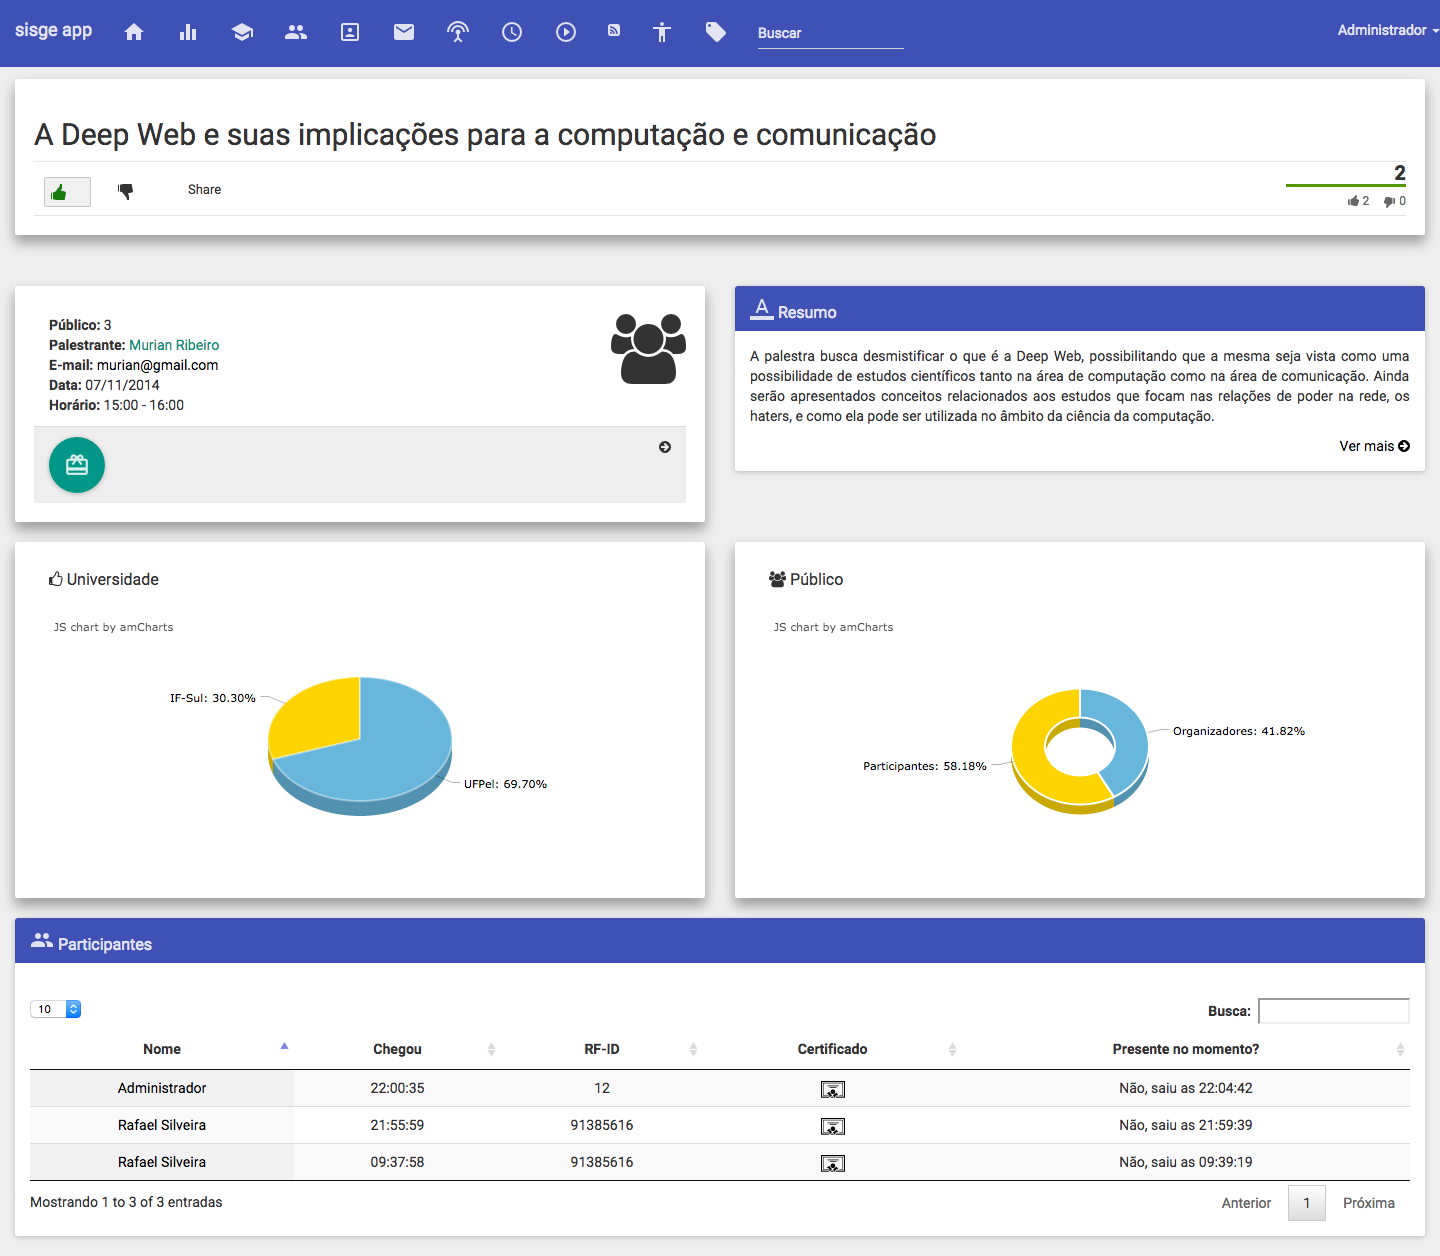 sisge app
Buscar
Administrador
A Deep Web e suas implicações para a computação e comunicação
Share
2
2 0
Público: 3
Palestrante: Murian Ribeiro
E-mail: murian@gmail.com
Data: 07/11/2014
Horário: 15:00 - 16:00
A Resumo
A palestra busca desmistificar o que é a Deep Web, possibilitando que a mesma seja vista como uma
possibilidade de estudos científicos tanto na área de computação como na área de comunicação. Ainda
serão apresentados conceitos relacionados aos estudos que focam nas relações de poder na rede, os
haters, e como ela pode ser utilizada no âmbito da ciência da computação.
Ver mais
Universidade
JS chart by amCharts
IF-Sul: 30.30%
UFPel: 69.70%
Público
JS chart by amCharts
Organizadores: 41.82%
Participantes: 58.18%
Participantes
10
Busca:
Nome Chegou RF-ID Certificado Presente no momento?
Administrador 22:00:35 12 Não, saiu as 22:04:42
Rafael Silveira 21:55:59 91385616 Não, saiu as 21:59:39
Rafael Silveira 09:37:58 91385616 Não, saiu as 09:39:19
Mostrando 1 to 3 of 3 entradas
Anterior 1 Próxima